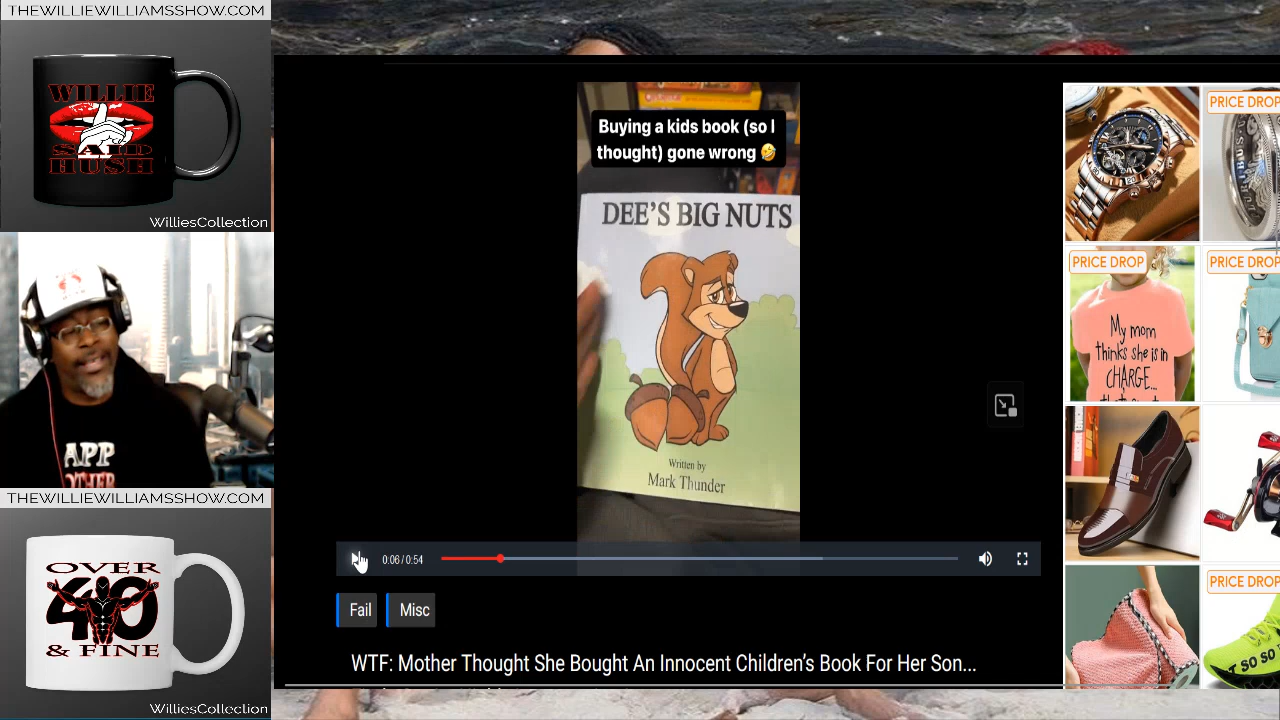 THEWILLIEWILLIAMSSHOW.COM
WILLIE
SAID
HUSH
WilliesCollection
APP
OTHER
THEWILLIEWILLIAMSSHOW.COM
OVER
40
& FINE
WilliesCollection
Buying a kids book (so I
thought) gone wrong 🤣
DEE'S BIG NUTS
Written by
Mark Thunder
0:06 / 0:54
Fail
Misc
WTF: Mother Thought She Bought An Innocent Children's Book For Her Son...
PRICE DROP
PRICE DROP
PRICE DROP
My mom
thinks she is in
CHARGE...
PRICE DROP